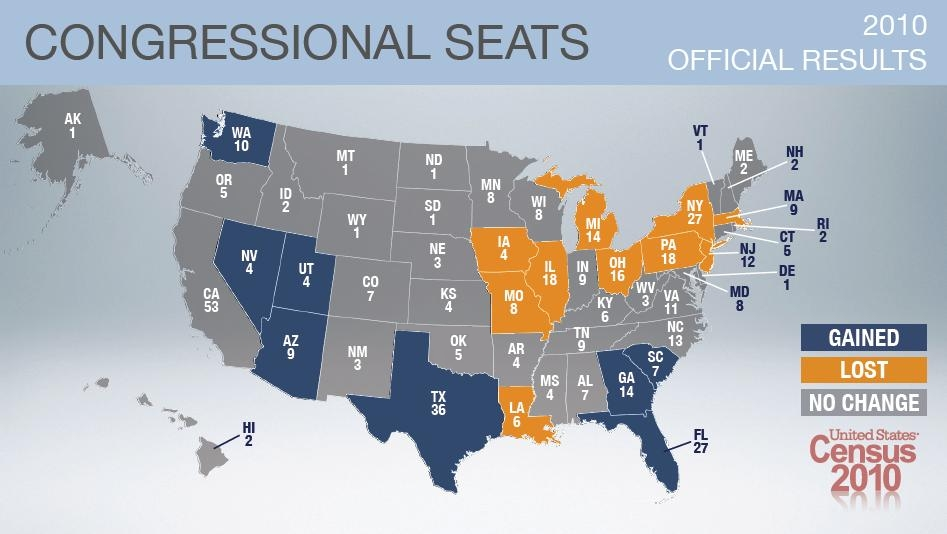 CONGRESSIONAL SEATS
2010
OFFICIAL RESULTS
AK
1
WA
10
OR
5
ID
2
MT
1
ND
1
MN
8
SD
1
WY
1
WI
8
MI
14
NY
27
VT
1
ME
2
NH
2
MA
9
RI
2
CT
5
NJ
12
DE
1
MD
8
NV
4
UT
4
CO
7
NE
3
IA
4
IL
18
IN
9
OH
16
PA
18
WV
3
VA
11
CA
53
KS
4
MO
8
KY
6
NC
13
TN
9
AZ
9
NM
3
OK
5
AR
4
SC
7
MS
4
AL
7
GA
14
TX
36
LA
6
FL
27
HI
2
GAINED
LOST
NO CHANGE
United States®
Census
2010